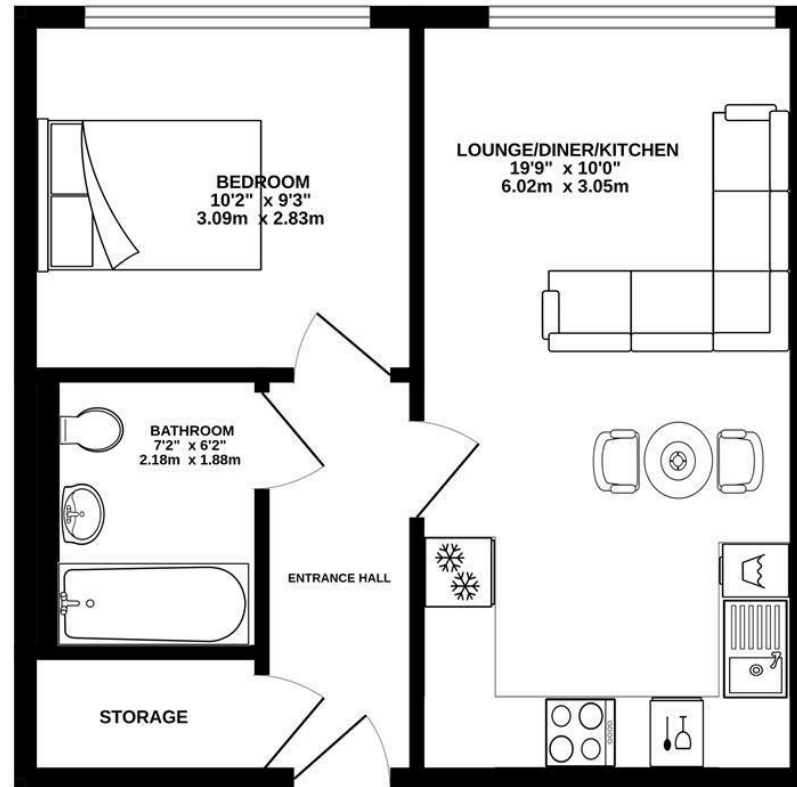 BEDROOM
10'2" x 9'3"
3.09m x 2.83m
LOUNGE/DINER/KITCHEN
19'9" x 10'0"
6.02m x 3.05m
BATHROOM
7'2" x 6'2"
2.18m x 1.88m
ENTRANCE HALL
STORAGE